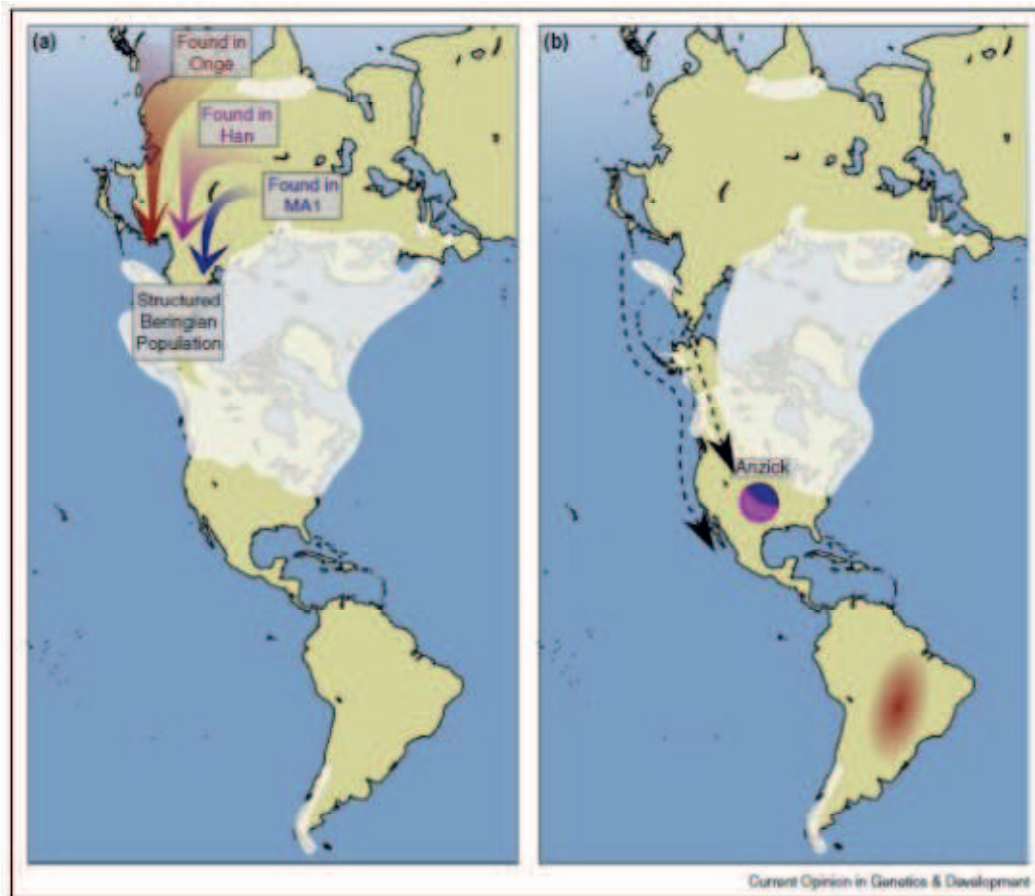 (a)
Found in
Onge
Found in
Han
Found in
MA1
Structured
Beringian
Population
(b)
Anzick
Current Opinion in Genetics & Development